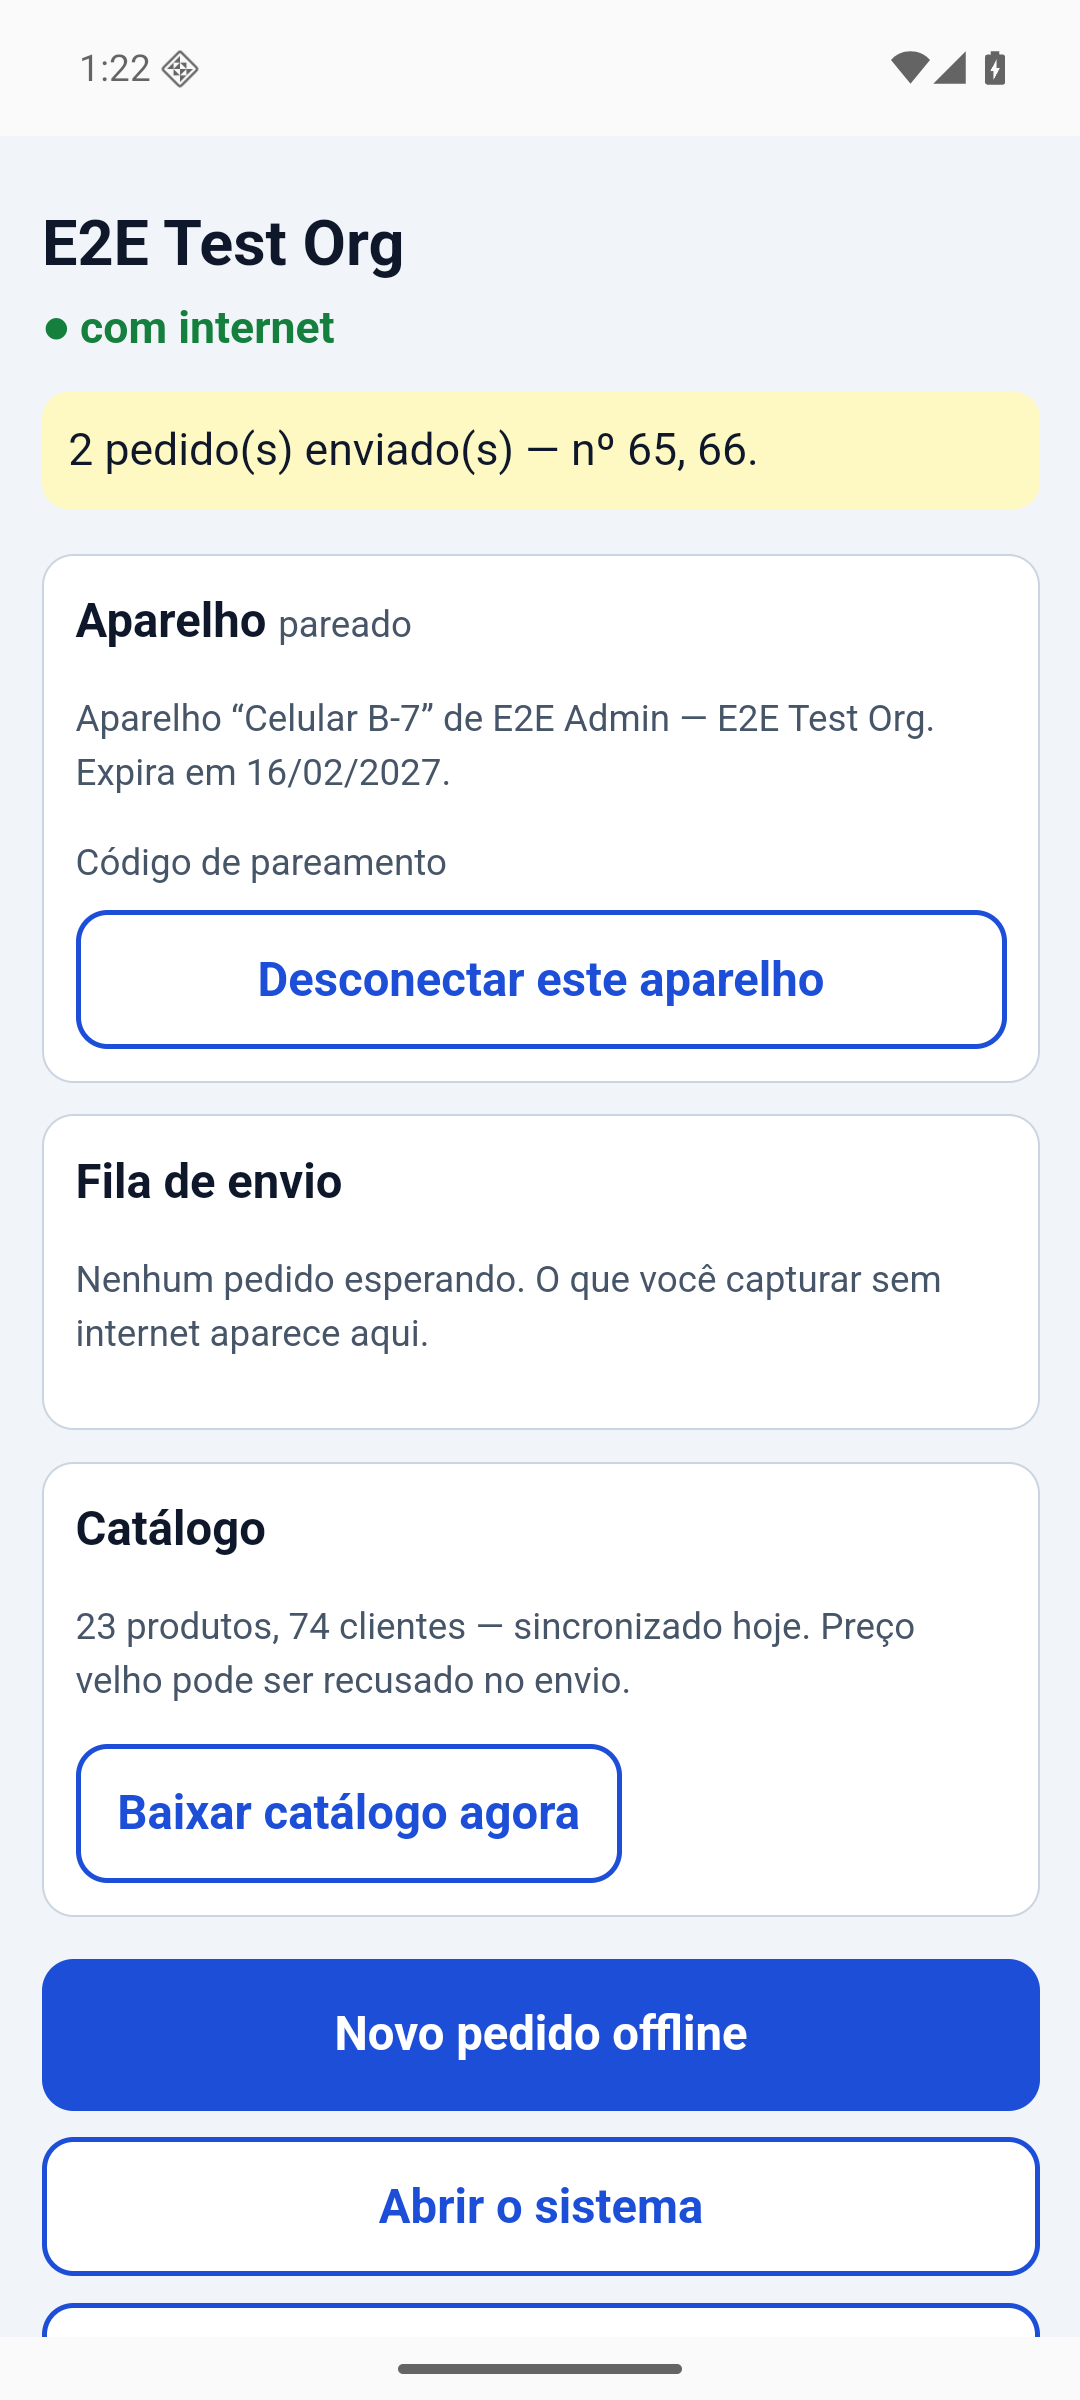 1:22
E2E Test Org
com internet
2 pedido(s) enviado(s) — nº 65, 66.
Aparelho pareado
Aparelho “Celular B-7” de E2E Admin — E2E Test Org.
Expira em 16/02/2027.
Código de pareamento
Desconectar este aparelho
Fila de envio
Nenhum pedido esperando. O que você capturar sem
internet aparece aqui.
Catálogo
23 produtos, 74 clientes — sincronizado hoje. Preço
velho pode ser recusado no envio.
Baixar catálogo agora
Novo pedido offline
Abrir o sistema